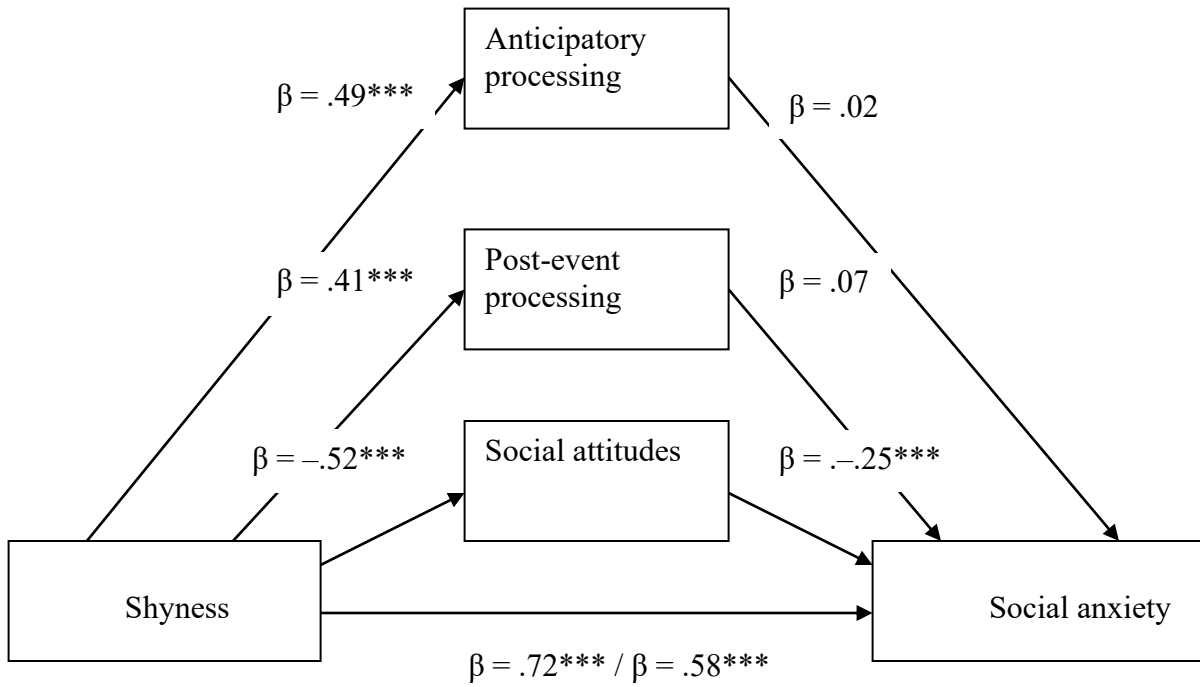 Anticipatory
processing
β = .49***
β = .02
Post-event
processing
β = .41***
β = .07
Social attitudes
β = –.52***
β = .–.25***
Shyness
Social anxiety
β = .72*** / β = .58***